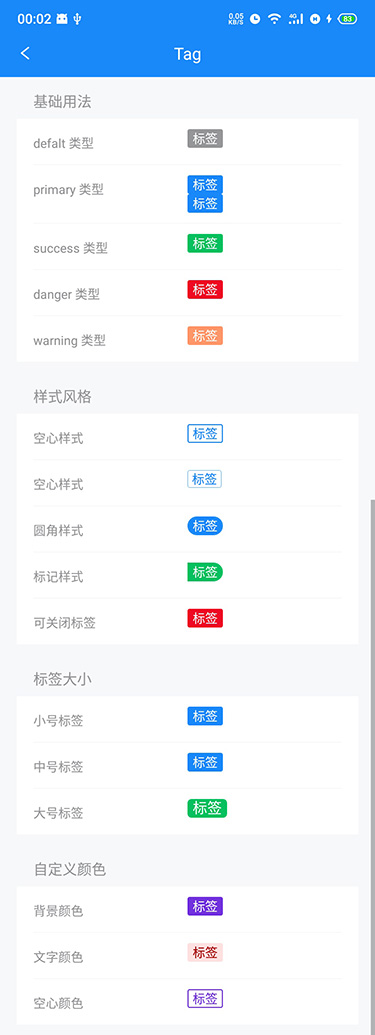 00:02 0.05 KB/S 4G 83
Tag
基础用法
defalt 类型 标签
primary 类型 标签
标签
success 类型 标签
danger 类型 标签
warning 类型 标签
样式风格
空心样式 标签
空心样式 标签
圆角样式 标签
标记样式 标签
可关闭标签 标签
标签大小
小号标签 标签
中号标签 标签
大号标签 标签
自定义颜色
背景颜色 标签
文字颜色 标签
空心颜色 标签